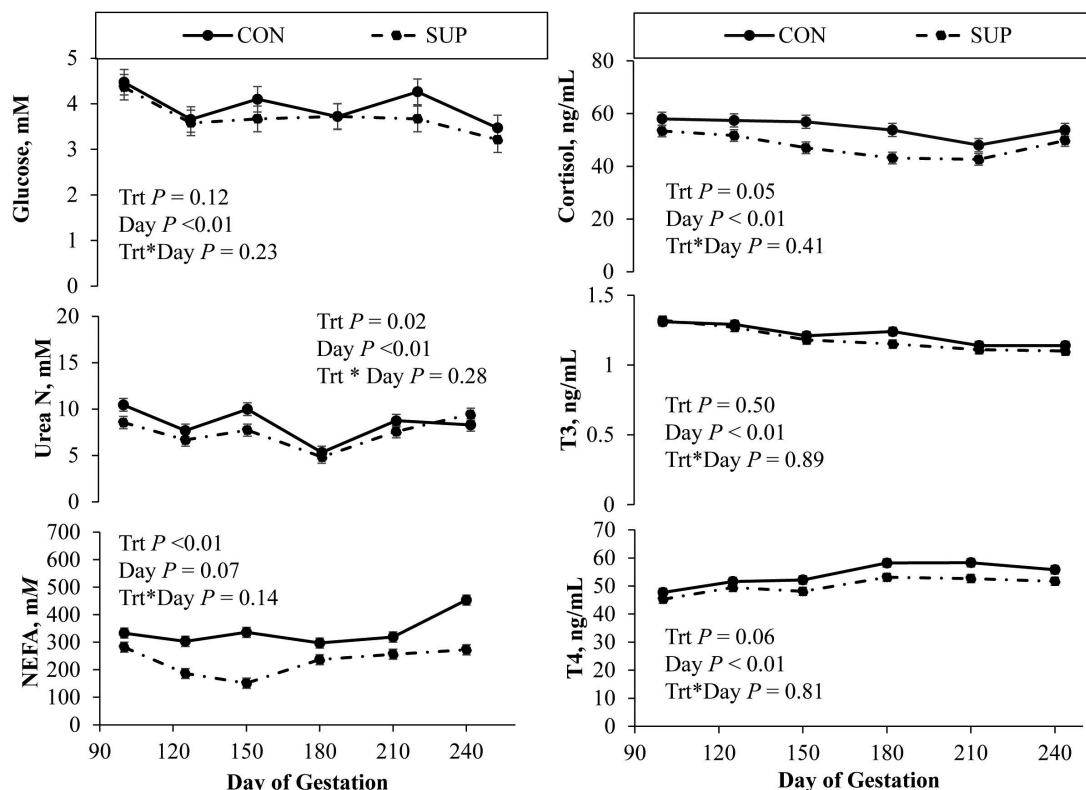 CON SUP
5
4
3
2
1
0
Glucose, mM
Trt P = 0.12
Day P <0.01
Trt*Day P = 0.23
20
15
10
5
0
Urea N, mM
Trt P = 0.02
Day P <0.01
Trt * Day P = 0.28
700
600
500
400
300
200
100
0
NEFA, mM
Trt P <0.01
Day P = 0.07
Trt*Day P = 0.14
90 120 150 180 210 240
Day of Gestation
CON SUP
80
60
40
20
0
Cortisol, ng/mL
Trt P = 0.05
Day P < 0.01
Trt*Day P = 0.41
1.5
1
0.5
0
T3, ng/mL
Trt P = 0.50
Day P < 0.01
Trt*Day P = 0.89
70
60
50
40
30
20
10
0
T4, ng/mL
Trt P = 0.06
Day P < 0.01
Trt*Day P = 0.81
90 120 150 180 210 240
Day of Gestation